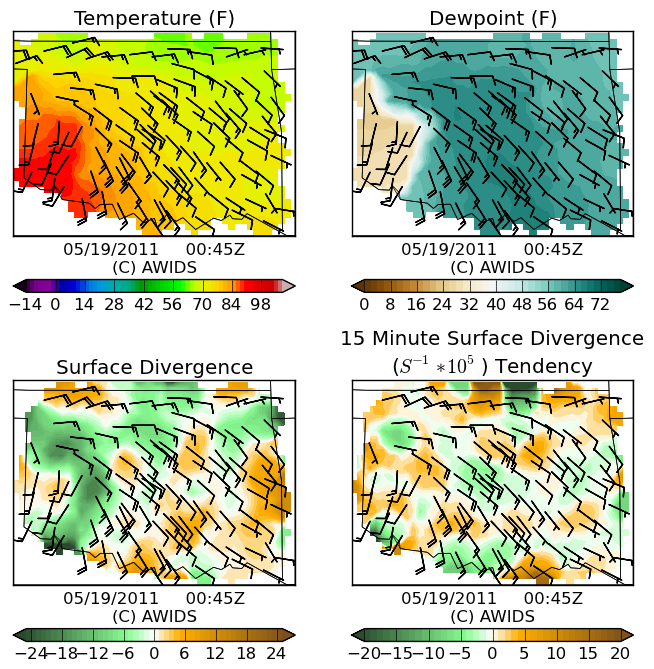 Temperature (F)
Dewpoint (F)
05/19/2011 00:45Z
(C) AWIDS
05/19/2011 00:45Z
(C) AWIDS
−14 0 14 28 42 56 70 84 98
0 8 16 24 32 40 48 56 64 72
Surface Divergence
15 Minute Surface Divergence
(S⁻¹ *10⁵ ) Tendency
05/19/2011 00:45Z
(C) AWIDS
05/19/2011 00:45Z
(C) AWIDS
−24 −18 −12 −6 0 6 12 18 24
−20 −15 −10 −5 0 5 10 15 20